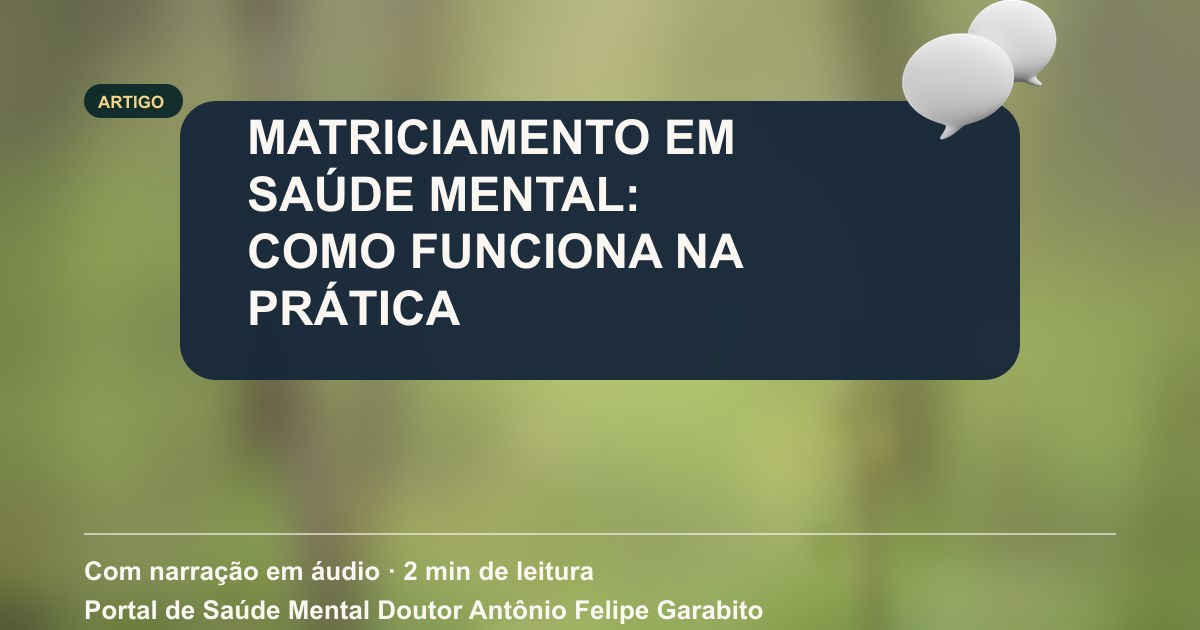 ARTIGO
MATRICIAMENTO EM
SAÚDE MENTAL:
COMO FUNCIONA NA
PRÁTICA
Com narração em áudio · 2 min de leitura
Portal de Saúde Mental Doutor Antônio Felipe Garabito